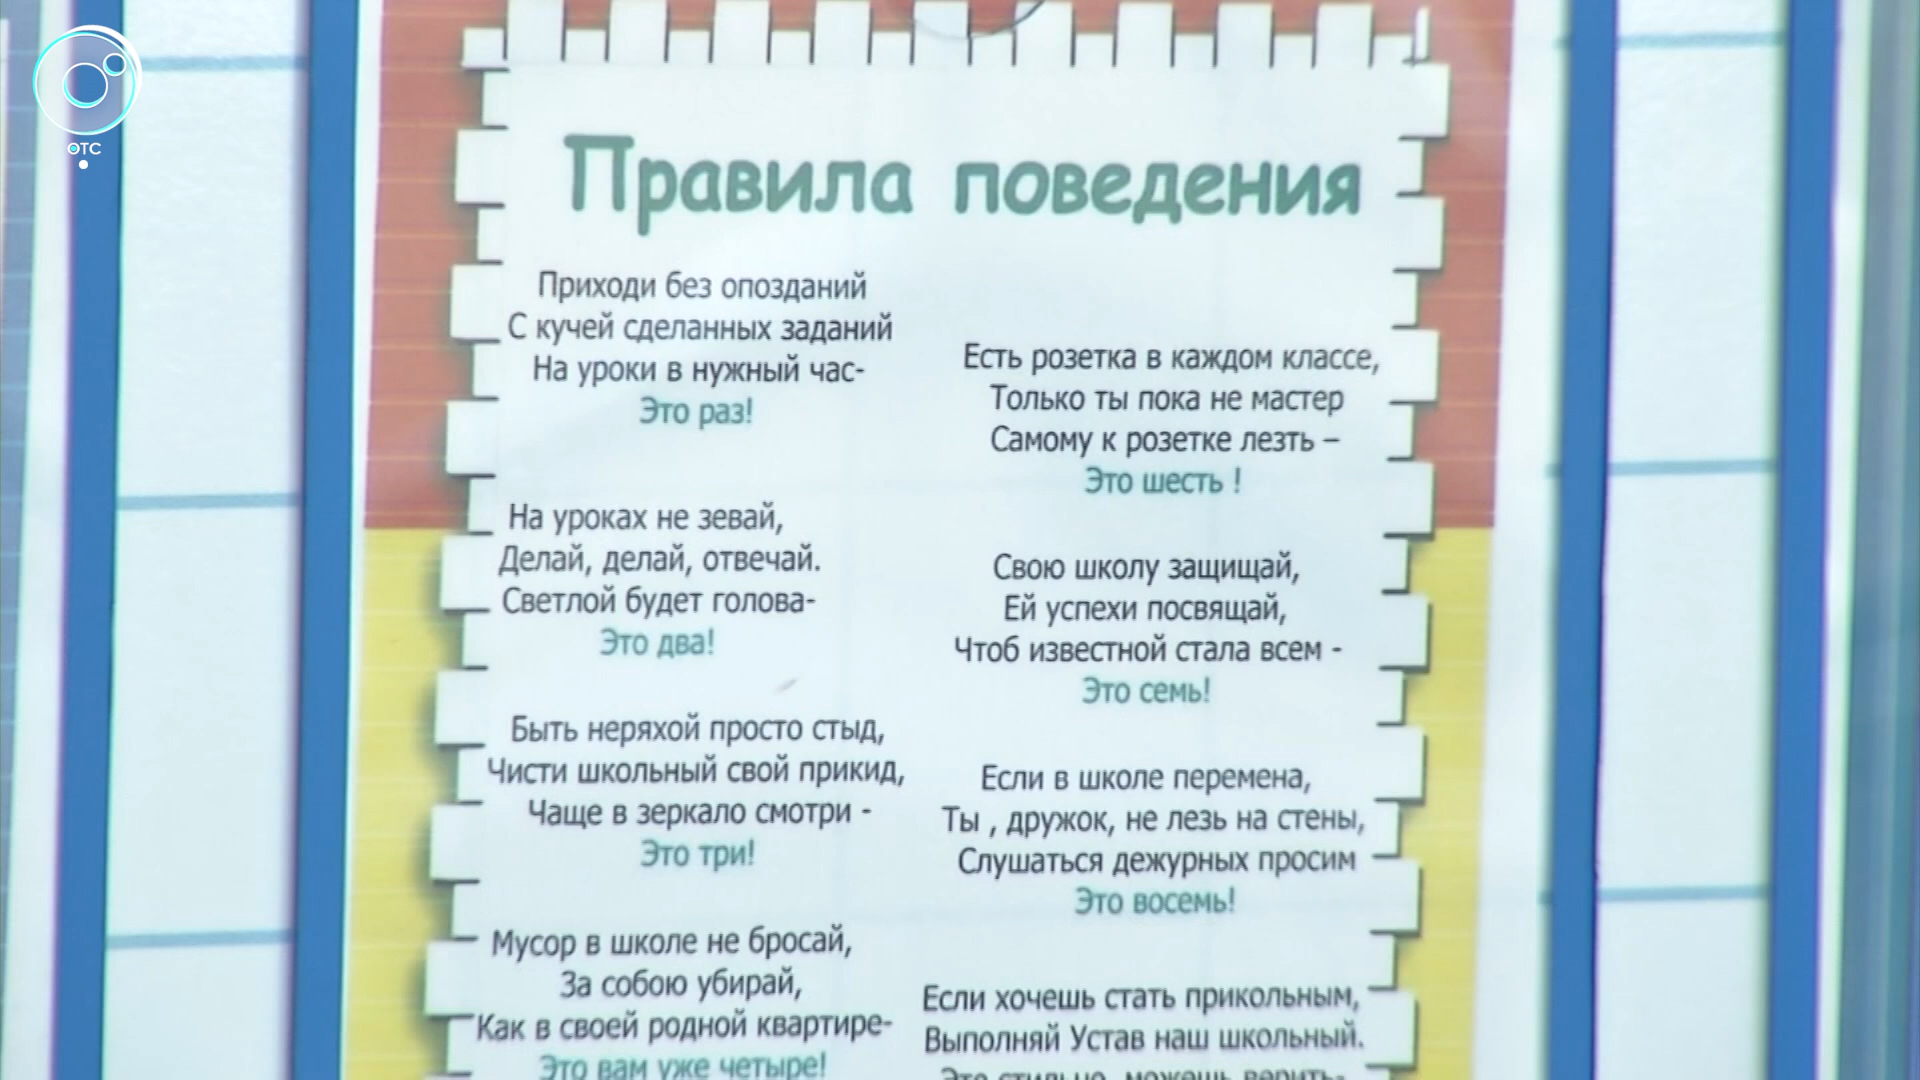 ОТС
Правила поведения
Приходи без опозданий
С кучей сделанных заданий
На уроки в нужный час-
Это раз!
На уроках не зевай,
Делай, делай, отвечай.
Светлой будет голова-
Это два!
Быть неряхой просто стыд,
Чисти школьный свой прикид,
Чаще в зеркало смотри -
Это три!
Мусор в школе не бросай,
За собою убирай,
Как в своей родной квартире-
Это вам уже четыре!
Есть розетка в каждом классе,
Только ты пока не мастер
Самому к розетке лезть –
Это шесть !
Свою школу защищай,
Ей успехи посвящай,
Чтоб известной стала всем -
Это семь!
Если в школе перемена,
Ты , дружок, не лезь на стены,
Слушаться дежурных просим
Это восемь!
Если хочешь стать прикольным,
Выполняй Устав наш школьный.
Это стильно, можешь верить-